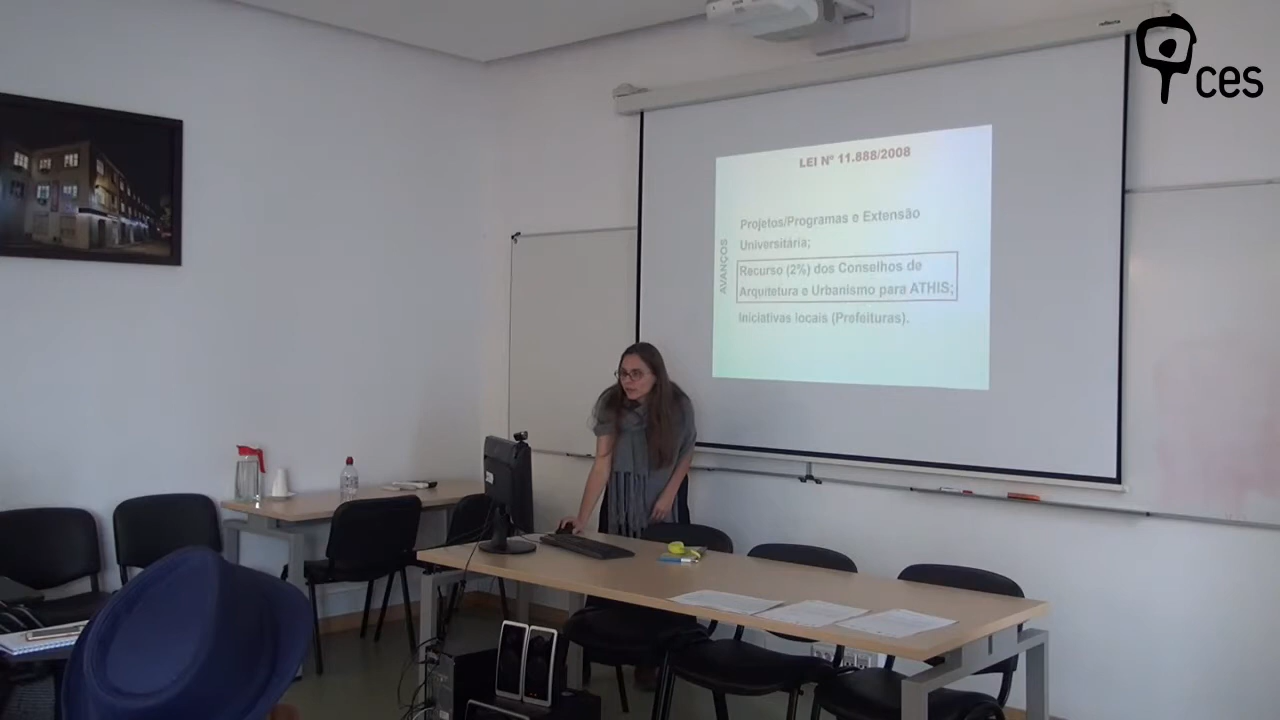 ces
LEI Nº 11.888/2008
AVANÇOS
Projetos/Programas e Extensão
Universitária;
Recurso (2%) dos Conselhos de
Arquitetura e Urbanismo para ATHIS;
Iniciativas locais (Prefeituras).